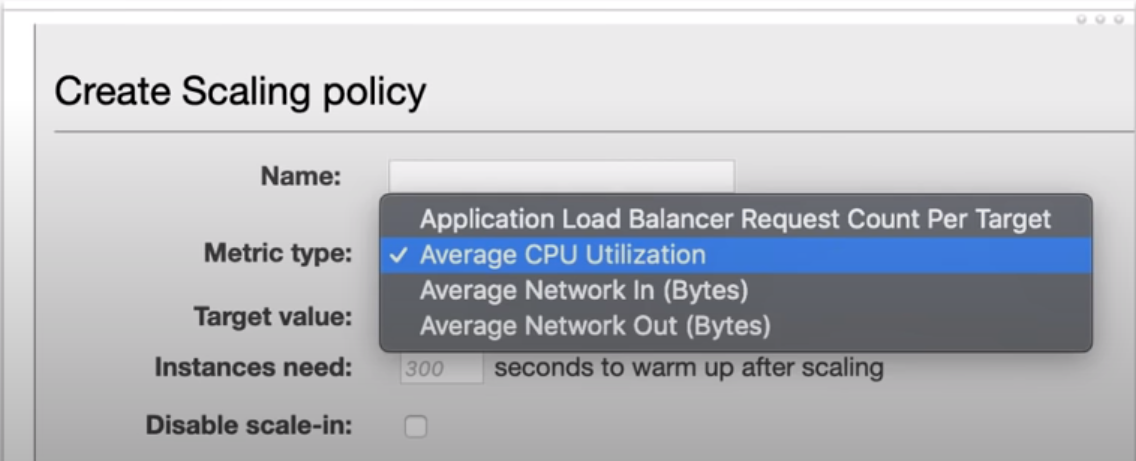 Create Scaling policy
Name:
Application Load Balancer Request Count Per Target
Metric type:
✓ Average CPU Utilization
Average Network In (Bytes)
Target value:
Average Network Out (Bytes)
Instances need: 300 seconds to warm up after scaling
Disable scale-in: